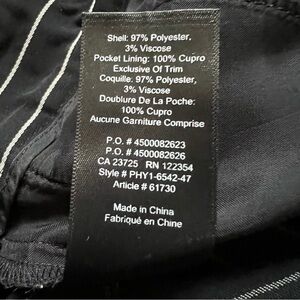 Shell: 97% Polyester,
3% Viscose
Pocket Lining: 100% Cupro
Exclusive Of Trim
Coquille: 97% Polyester,
3% Viscose
Doublure De La Poche:
100% Cupro
Aucune Garniture Comprise
P.O. # 4500082623
P.O. # 4500082626
CA 23725 RN 122354
Style # PHY1-6542-47
Article # 61730
Made in China
Fabriqué en Chine